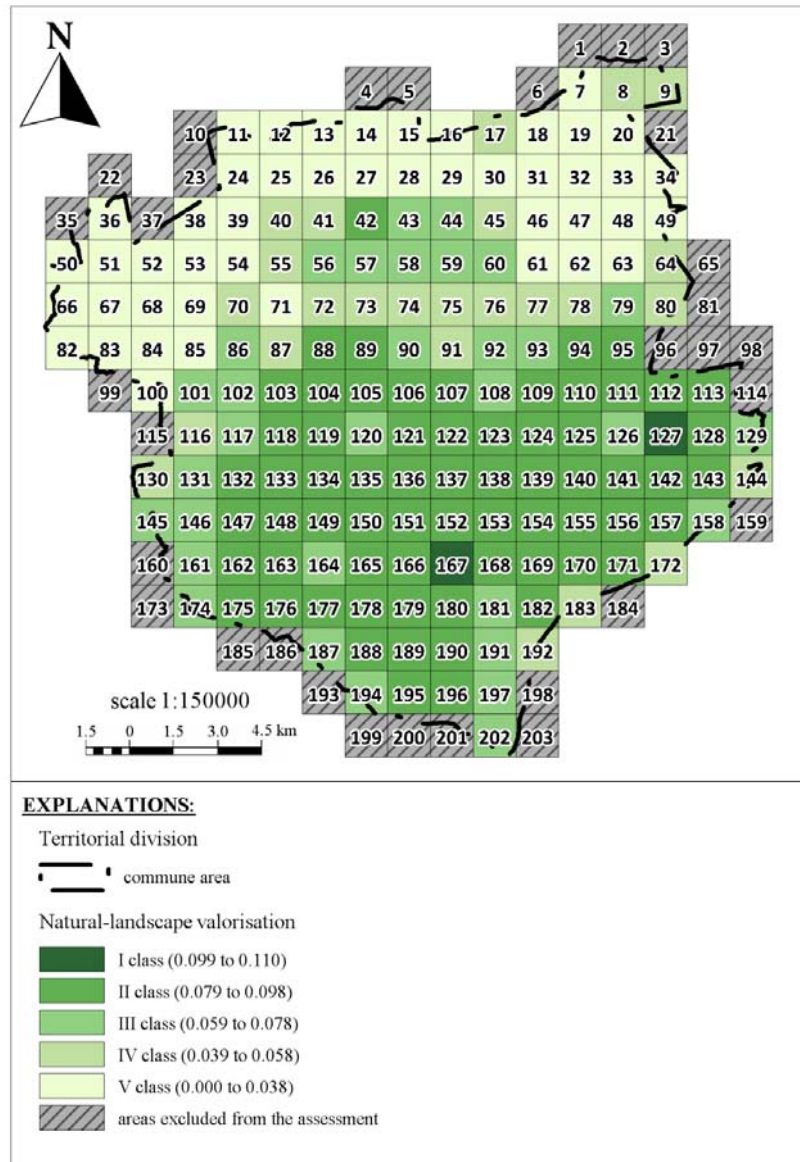 N
1 2 3
4 5 6 7 8 9
10 11 12 13 14 15 16 17 18 19 20 21
22 23 24 25 26 27 28 29 30 31 32 33 34
35 36 37 38 39 40 41 42 43 44 45 46 47 48 49
50 51 52 53 54 55 56 57 58 59 60 61 62 63 64 65
66 67 68 69 70 71 72 73 74 75 76 77 78 79 80 81
82 83 84 85 86 87 88 89 90 91 92 93 94 95 96 97 98
99 100 101 102 103 104 105 106 107 108 109 110 111 112 113 114
115 116 117 118 119 120 121 122 123 124 125 126 127 128 129
130 131 132 133 134 135 136 137 138 139 140 141 142 143 144
145 146 147 148 149 150 151 152 153 154 155 156 157 158 159
160 161 162 163 164 165 166 167 168 169 170 171 172
173 174 175 176 177 178 179 180 181 182 183 184
185 186 187 188 189 190 191 192
193 194 195 196 197 198
199 200 201 202 203
scale 1:150000
1.5 0 1.5 3.0 4.5 km
EXPLANATIONS:
Territorial division
commune area
Natural-landscape valorisation
I class (0.099 to 0.110)
II class (0.079 to 0.098)
III class (0.059 to 0.078)
IV class (0.039 to 0.058)
V class (0.000 to 0.038)
areas excluded from the assessment